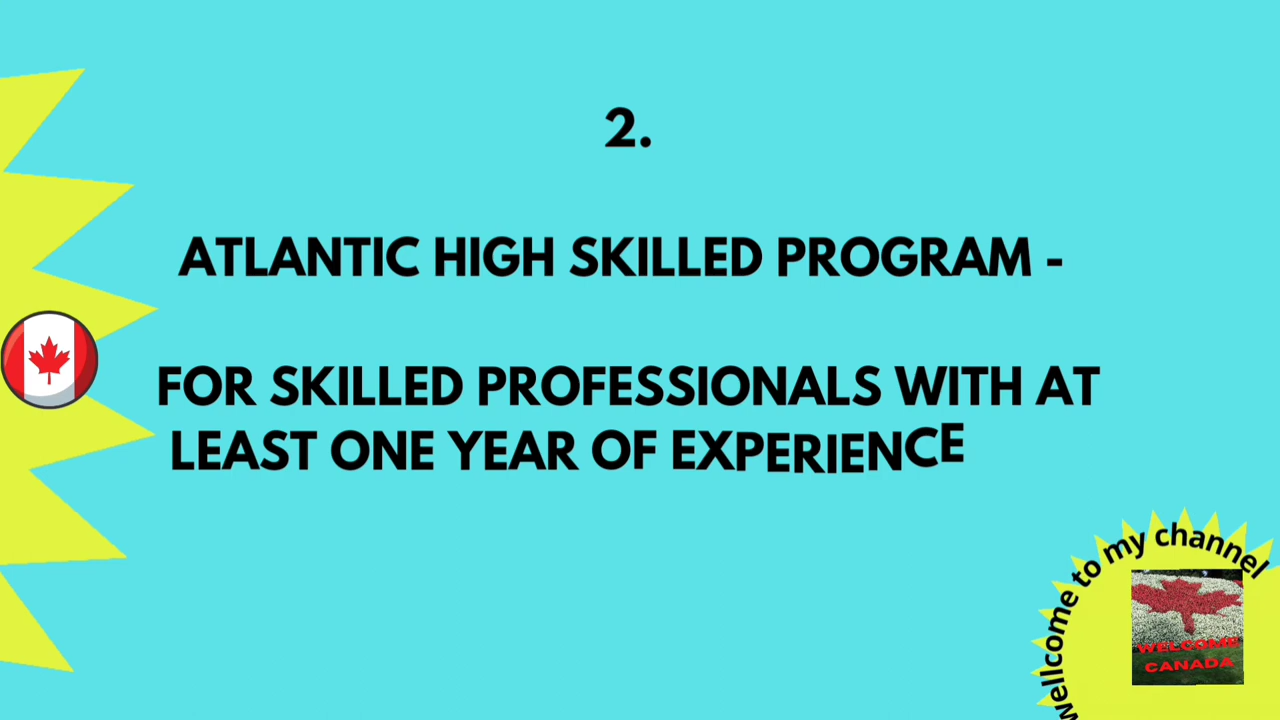 2.
ATLANTIC HIGH SKILLED PROGRAM -
FOR SKILLED PROFESSIONALS WITH AT
LEAST ONE YEAR OF EXPERIENCE
wellcome to my channel
WELCOME
CANADA